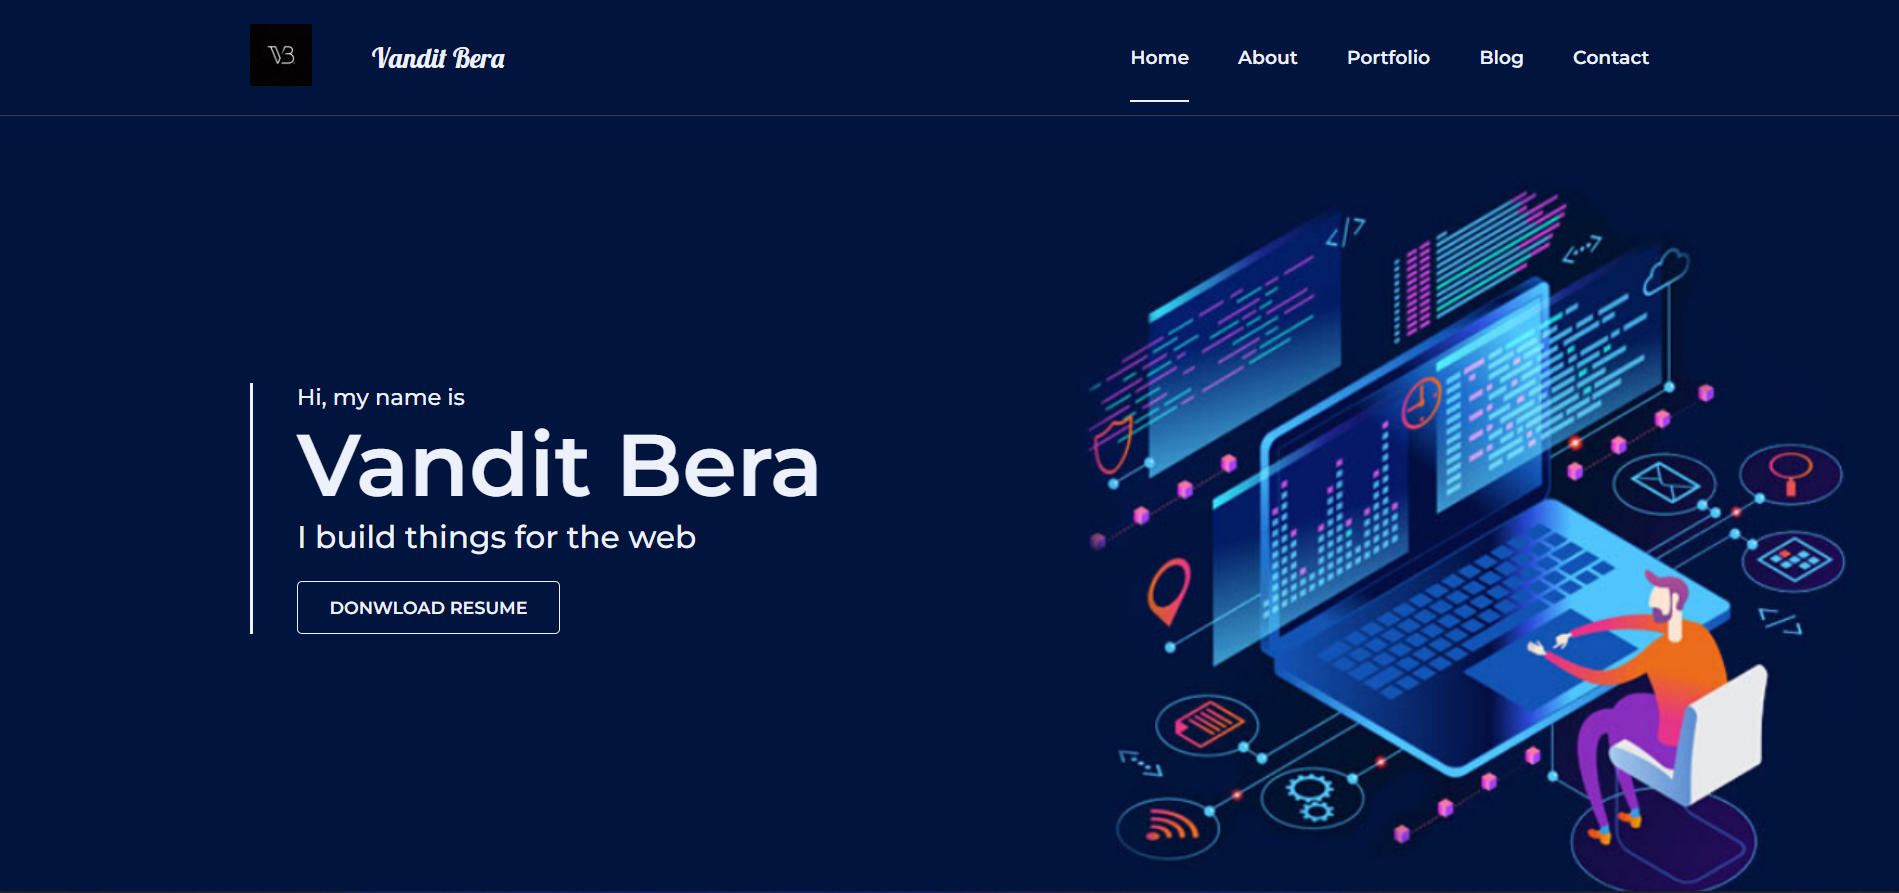 VB
Vandit Bera
Home About Portfolio Blog Contact
Hi, my name is
Vandit Bera
I build things for the web
DONWLOAD RESUME